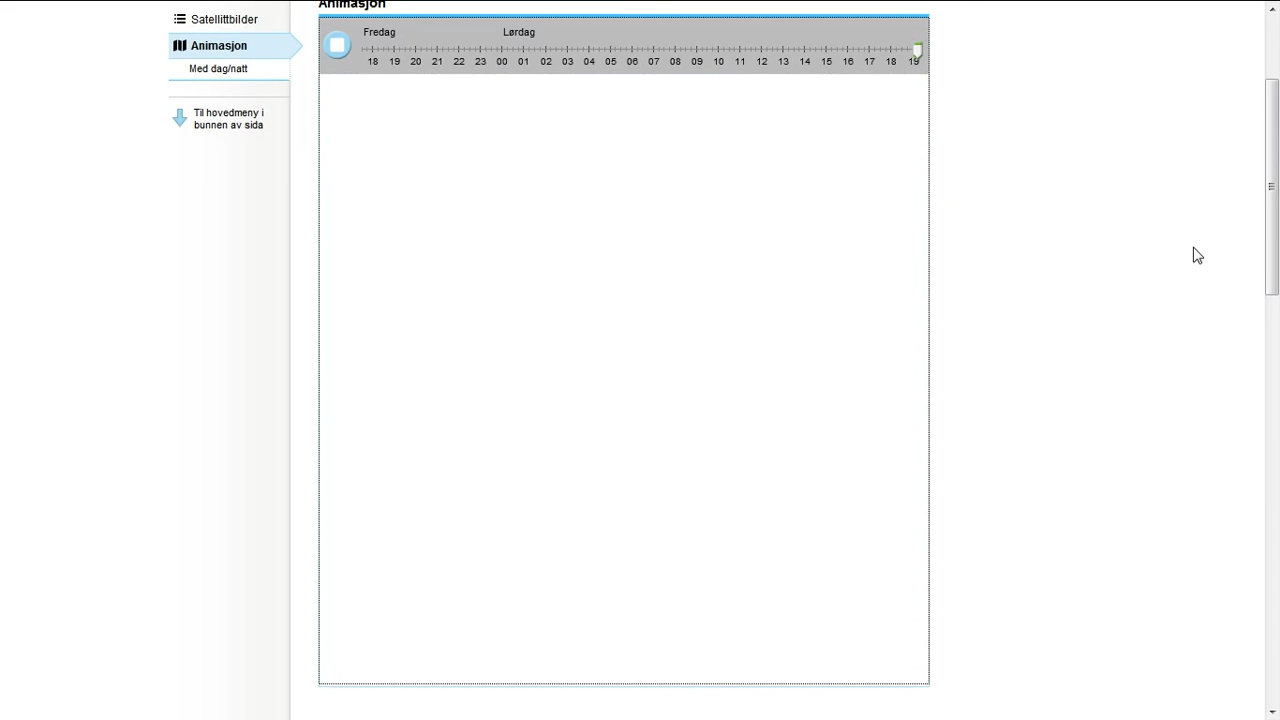 Animasjon
Satellittbilder
Animasjon
Med dag/natt
Til hovedmeny i
bunnen av sida
Fredag Lørdag
18 19 20 21 22 23 00 01 02 03 04 05 06 07 08 09 10 11 12 13 14 15 16 17 18 19